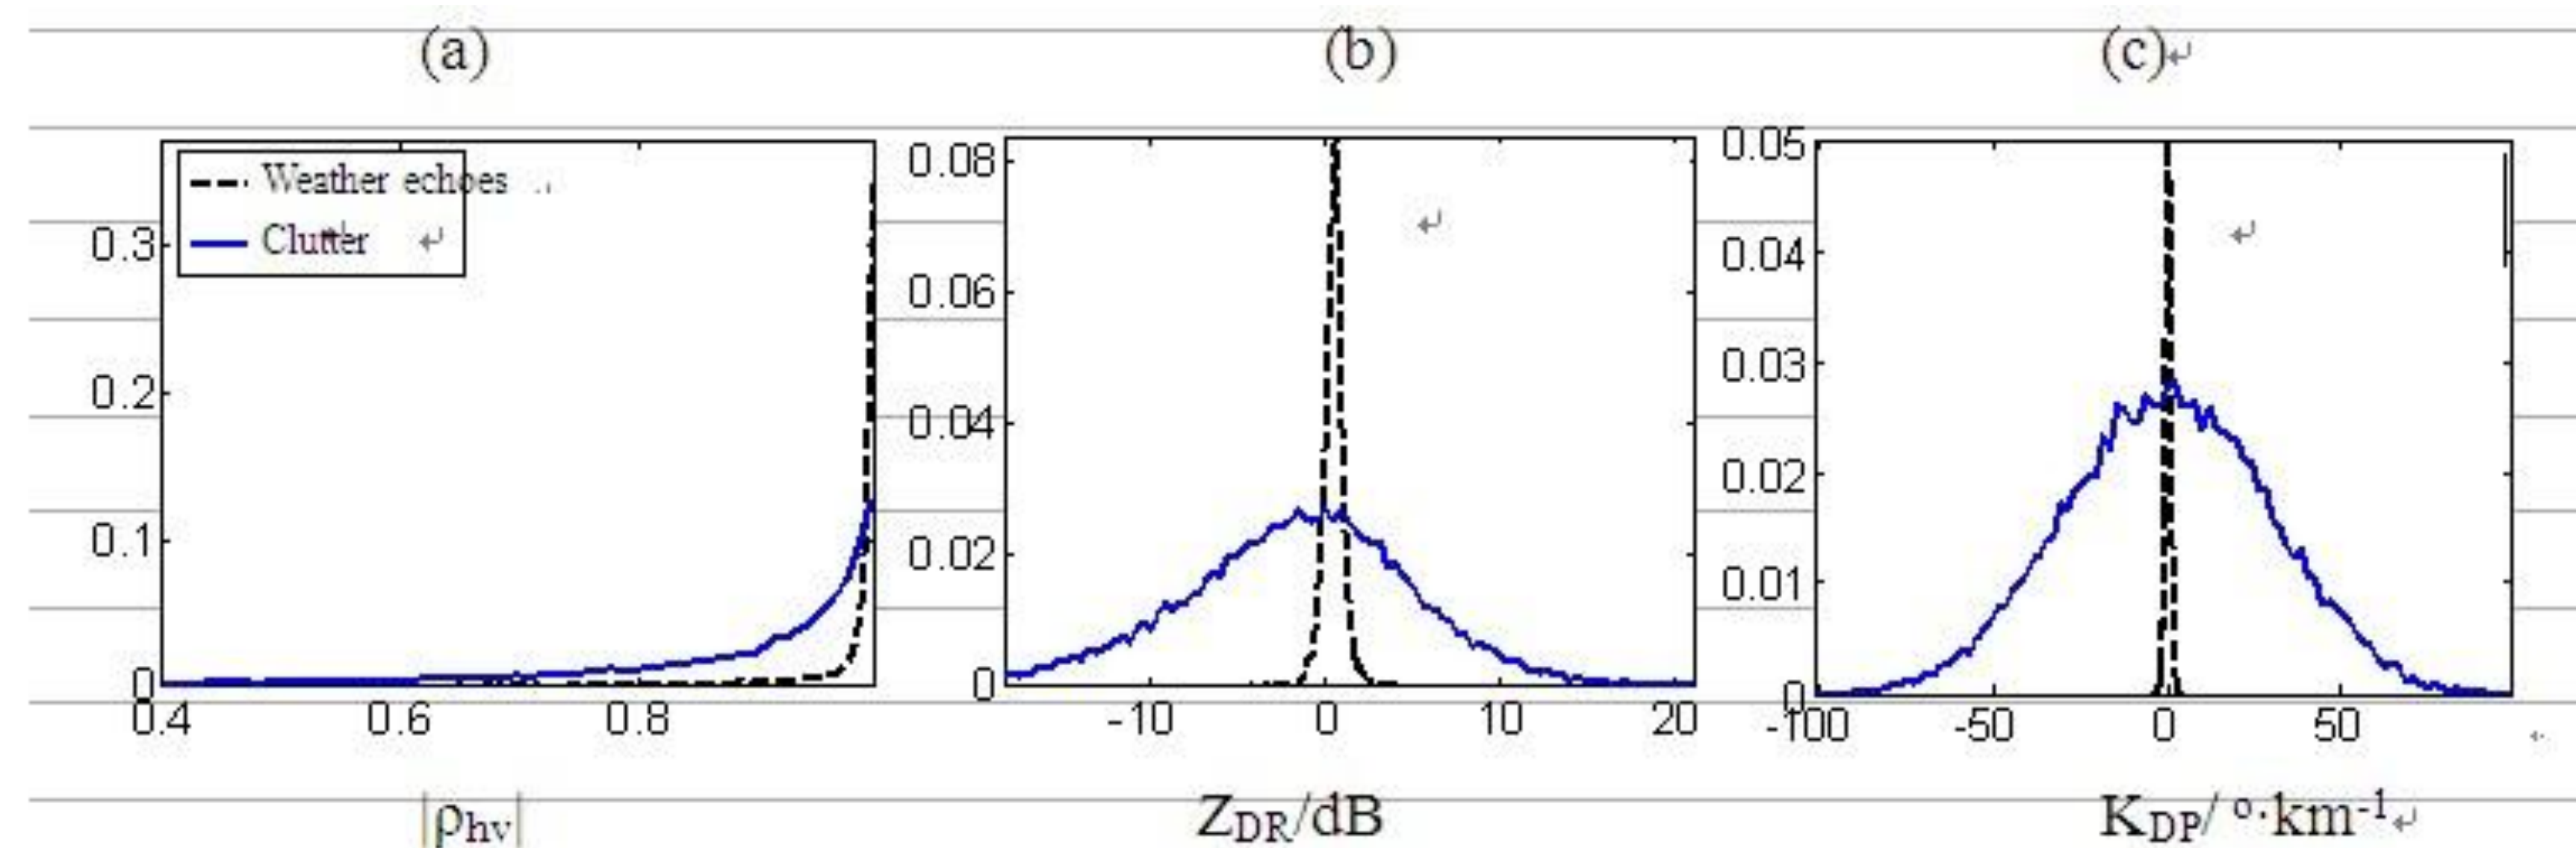 (a) (b) (c)↵
Weather echoes
Clutter ↵
0.3
0.2
0.1
0
0.4 0.6 0.8
0.08
0.06
0.04
0.02
0
-10 0 10 20
0.05
0.04
0.03
0.02
0.01
0
-100 -50 0 50
|ρhv| ZDR/dB KDP/ °·km-1↵